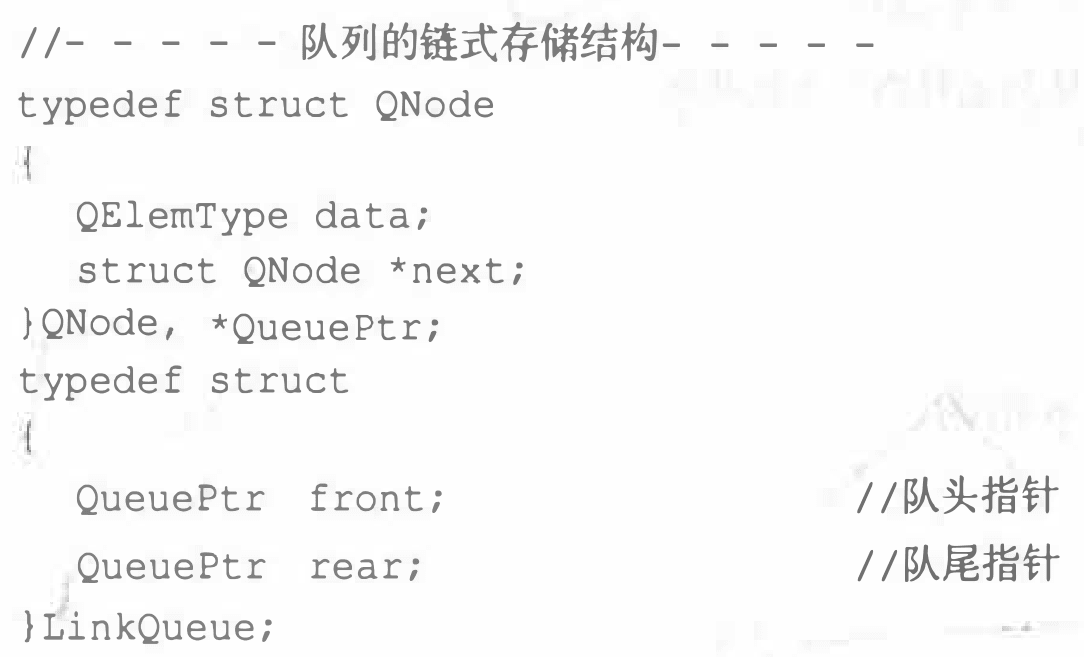 //- - - - - 队列的链式存储结构- - - - -
typedef struct QNode
{
QElemType data;
struct QNode *next;
}QNode, *QueuePtr;
typedef struct
{
QueuePtr front; //队头指针
QueuePtr rear; //队尾指针
}LinkQueue;